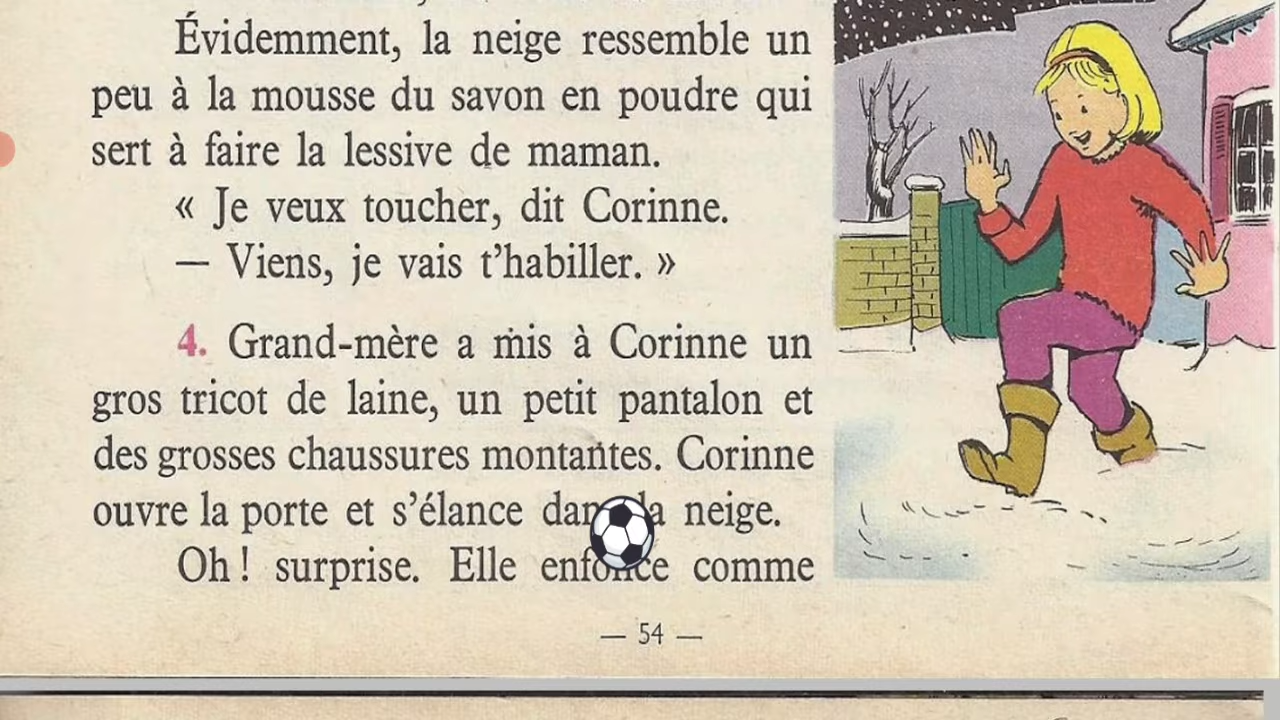 Évidemment, la neige ressemble un
peu à la mousse du savon en poudre qui
sert à faire la lessive de maman.
« Je veux toucher, dit Corinne.
— Viens, je vais t'habiller. »
4. Grand-mère a mis à Corinne un
gros tricot de laine, un petit pantalon et
des grosses chaussures montantes. Corinne
ouvre la porte et s'élance dans la neige.
Oh ! surprise. Elle enfonce comme
— 54 —